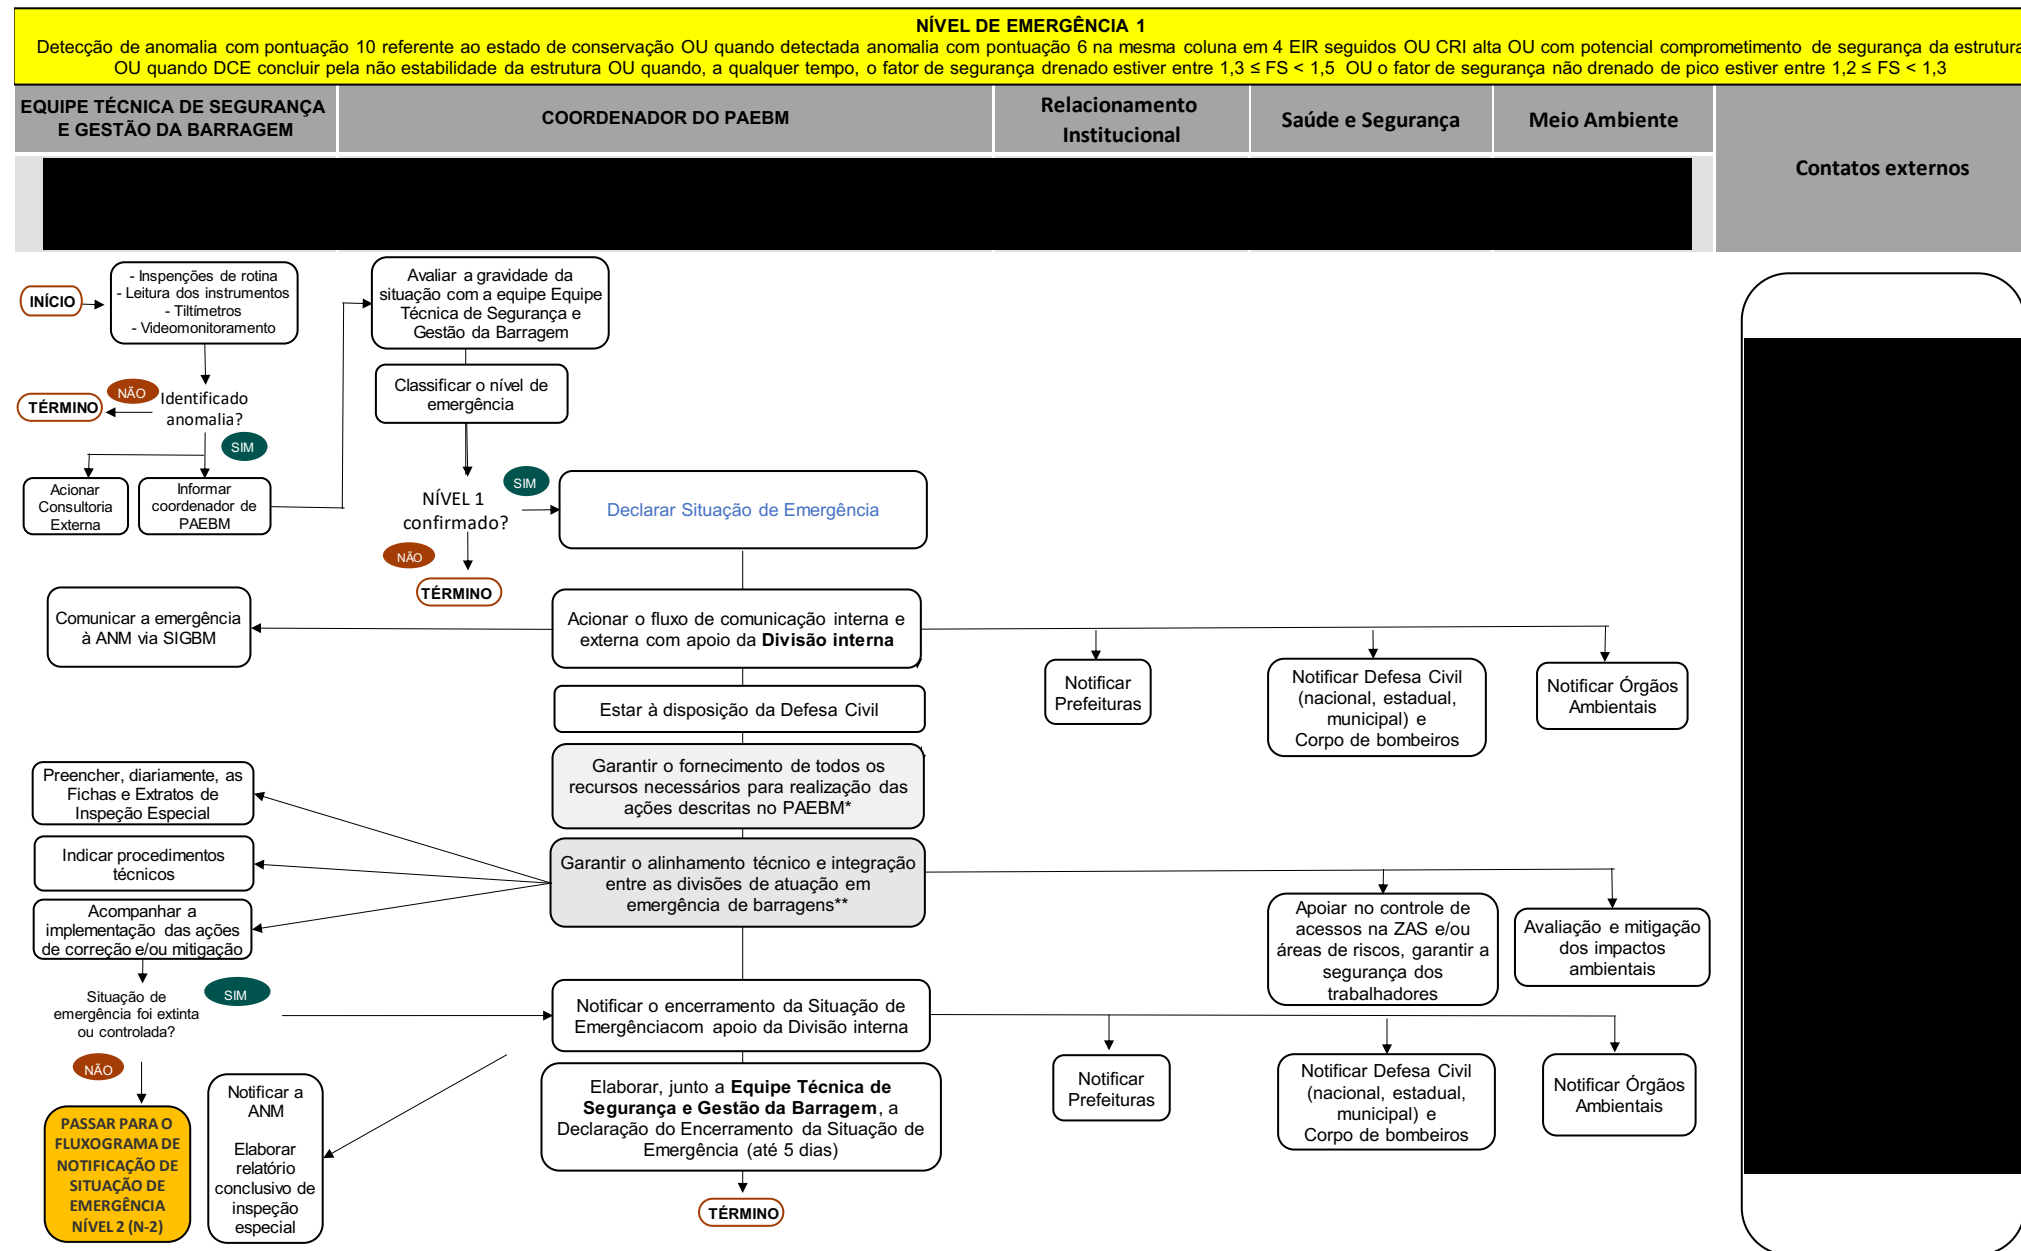 NÍVEL DE EMERGÊNCIA 1
Detecção de anomalia com pontuação 10 referente ao estado de conservação OU quando detectada anomalia com pontuação 6 na mesma coluna em 4 EIR seguidos OU CRI alta OU com potencial comprometimento de segurança da estrutura
OU quando DCE concluir pela não estabilidade da estrutura OU quando, a qualquer tempo, o fator de segurança drenado estiver entre 1,3 ≤ FS < 1,5 OU o fator de segurança não drenado de pico estiver entre 1,2 ≤ FS < 1,3
EQUIPE TÉCNICA DE SEGURANÇA
E GESTÃO DA BARRAGEM
COORDENADOR DO PAEBM
Relacionamento
Institucional
Saúde e Segurança
Meio Ambiente
Contatos externos
INÍCIO
- Inspenções de rotina
- Leitura dos instrumentos
- Tiltímetros
- Videomonitoramento
Avaliar a gravidade da
situação com a equipe Equipe
Técnica de Segurança e
Gestão da Barragem
Classificar o nível de
emergência
TÉRMINO
NÃO
Identificado
anomalia?
SIM
Acionar
Consultoria
Externa
Informar
coordenador de
PAEBM
NÍVEL 1
confirmado?
SIM
Declarar Situação de Emergência
NÃO
TÉRMINO
Comunicar a emergência
à ANM via SIGBM
Acionar o fluxo de comunicação interna e
externa com apoio da Divisão interna
Notificar
Prefeituras
Notificar Defesa Civil
(nacional, estadual,
municipal) e
Corpo de bombeiros
Notificar Órgãos
Ambientais
Estar à disposição da Defesa Civil
Garantir o fornecimento de todos os
recursos necessários para realização das
ações descritas no PAEBM*
Preencher, diariamente, as
Fichas e Extratos de
Inspeção Especial
Indicar procedimentos
técnicos
Acompanhar a
implementação das ações
de correção e/ou mitigação
Garantir o alinhamento técnico e integração
entre as divisões de atuação em
emergência de barragens**
Apoiar no controle de
acessos na ZAS e/ou
áreas de riscos, garantir a
segurança dos
trabalhadores
Avaliação e mitigação
dos impactos
ambientais
Situação de
emergência foi extinta
ou controlada?
SIM
NÃO
Notificar o encerramento da Situação de
Emergênciacom apoio da Divisão interna
Notificar
Prefeituras
Notificar Defesa Civil
(nacional, estadual,
municipal) e
Corpo de bombeiros
Notificar Órgãos
Ambientais
PASSAR PARA O
FLUXOGRAMA DE
NOTIFICAÇÃO DE
SITUAÇÃO DE
EMERGÊNCIA
NÍVEL 2 (N-2)
Notificar a
ANM
Elaborar
relatório
conclusivo de
inspeção
especial
Elaborar, junto a Equipe Técnica de
Segurança e Gestão da Barragem, a
Declaração do Encerramento da Situação de
Emergência (até 5 dias)
TÉRMINO